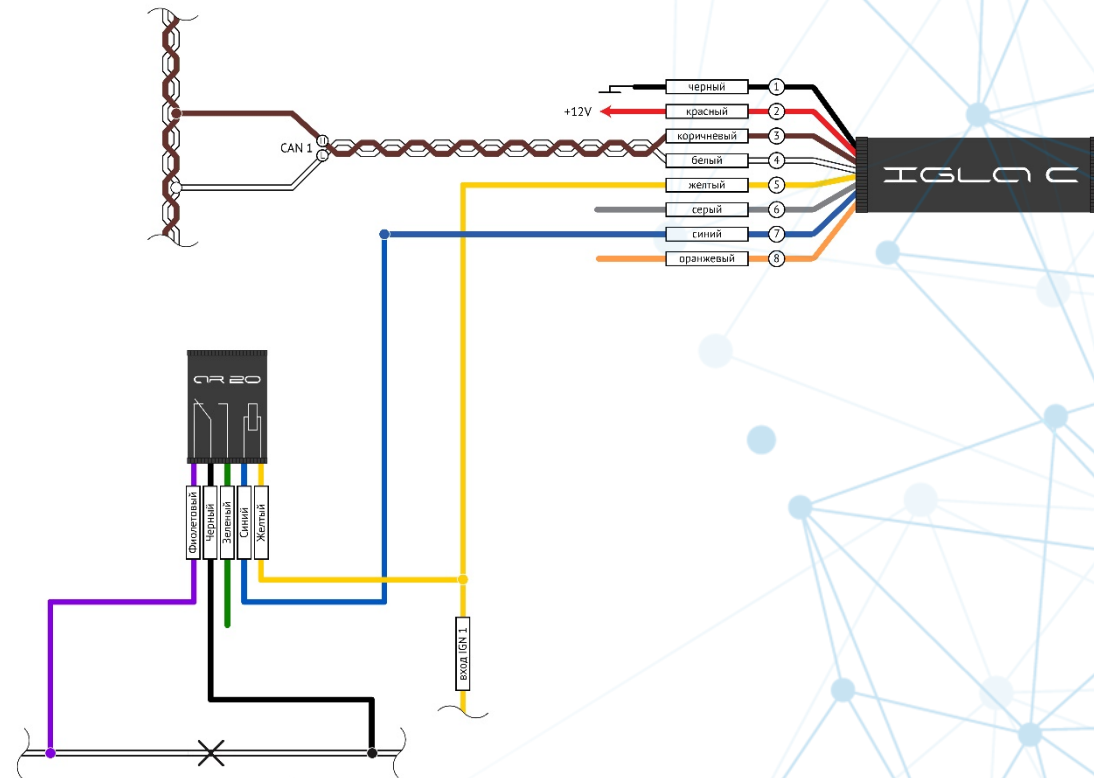 черный 1
+12V красный 2
коричневый 3
CAN 1 H
L
белый 4
желтый 5
серый 6
синий 7
оранжевый 8
IGLA C
AR 20
Фиолетовый
Черный
Зеленый
Синий
Желтый
вход IGN 1